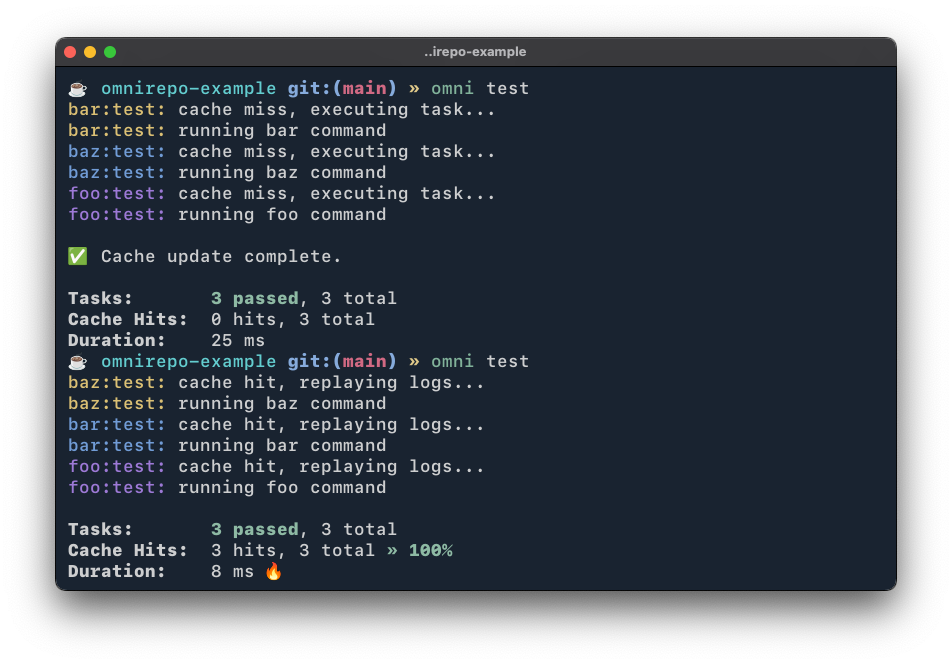 ..irepo-example
☕ omnirepo-example git:(main) » omni test
bar:test: cache miss, executing task...
bar:test: running bar command
baz:test: cache miss, executing task...
baz:test: running baz command
foo:test: cache miss, executing task...
foo:test: running foo command
✅ Cache update complete.
Tasks: 3 passed, 3 total
Cache Hits: 0 hits, 3 total
Duration: 25 ms
☕ omnirepo-example git:(main) » omni test
baz:test: cache hit, replaying logs...
baz:test: running baz command
bar:test: cache hit, replaying logs...
bar:test: running bar command
foo:test: cache hit, replaying logs...
foo:test: running foo command
Tasks: 3 passed, 3 total
Cache Hits: 3 hits, 3 total » 100%
Duration: 8 ms 🔥